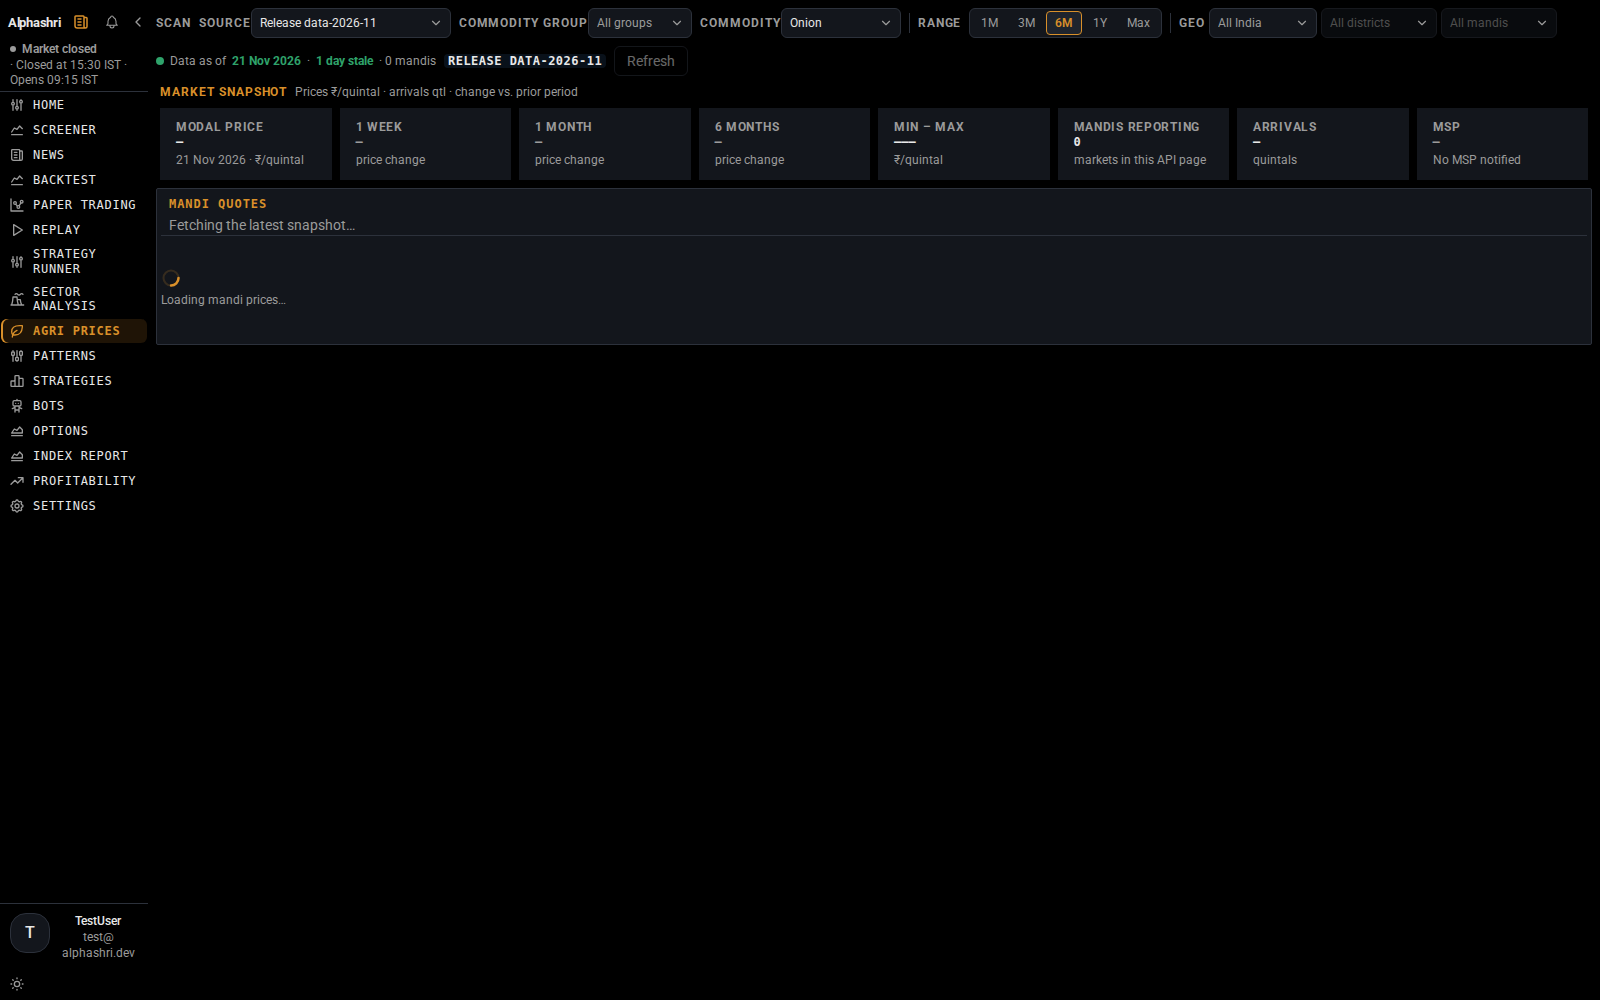 Alphashri
Market closed
· Closed at 15:30 IST ·
Opens 09:15 IST
HOME
SCREENER
NEWS
BACKTEST
PAPER TRADING
REPLAY
STRATEGY
RUNNER
SECTOR
ANALYSIS
AGRI PRICES
PATTERNS
STRATEGIES
BOTS
OPTIONS
INDEX REPORT
PROFITABILITY
SETTINGS
T
TestUser
test@
alphashri.dev
SCAN SOURCE Release data-2026-11 COMMODITY GROUP All groups COMMODITY Onion RANGE 1M 3M 6M 1Y Max GEO All India All districts All mandis
Data as of 21 Nov 2026 · 1 day stale · 0 mandis RELEASE DATA-2026-11 Refresh
MARKET SNAPSHOT Prices ₹/quintal · arrivals qtl · change vs. prior period
MODAL PRICE
—
21 Nov 2026 · ₹/quintal
1 WEEK
—
price change
1 MONTH
—
price change
6 MONTHS
—
price change
MIN – MAX
———
₹/quintal
MANDIS REPORTING
0
markets in this API page
ARRIVALS
—
quintals
MSP
—
No MSP notified
MANDI QUOTES
Fetching the latest snapshot…
Loading mandi prices…